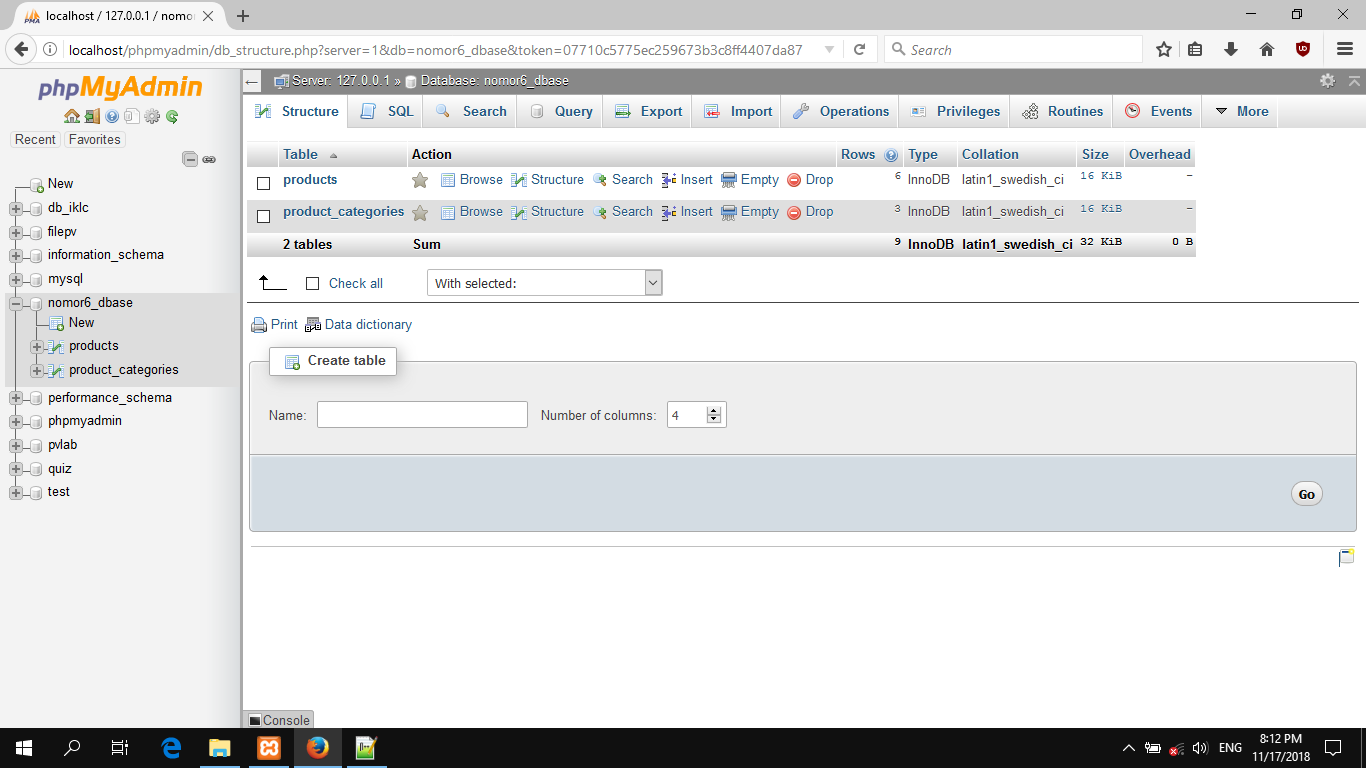 localhost / 127.0.0.1 / nomo
localhost/phpmyadmin/db_structure.php?server=1&db=nomor6_dbase&token=07710c5775ec259673b3c8ff4407da87
Search
phpMyAdmin
Recent Favorites
New
db_iklc
filepv
information_schema
mysql
nomor6_dbase
New
products
product_categories
performance_schema
phpmyadmin
pvlab
quiz
test
Server: 127.0.0.1 » Database: nomor6_dbase
Structure SQL Search Query Export Import Operations Privileges Routines Events More
Table Action Rows Type Collation Size Overhead
products Browse Structure Search Insert Empty Drop 6 InnoDB latin1_swedish_ci 16 KiB -
product_categories Browse Structure Search Insert Empty Drop 3 InnoDB latin1_swedish_ci 16 KiB -
2 tables Sum 9 InnoDB latin1_swedish_ci 32 KiB 0 B
Check all With selected:
Print Data dictionary
Create table
Name: Number of columns: 4
Go
Console
ENG 8:12 PM
11/17/2018